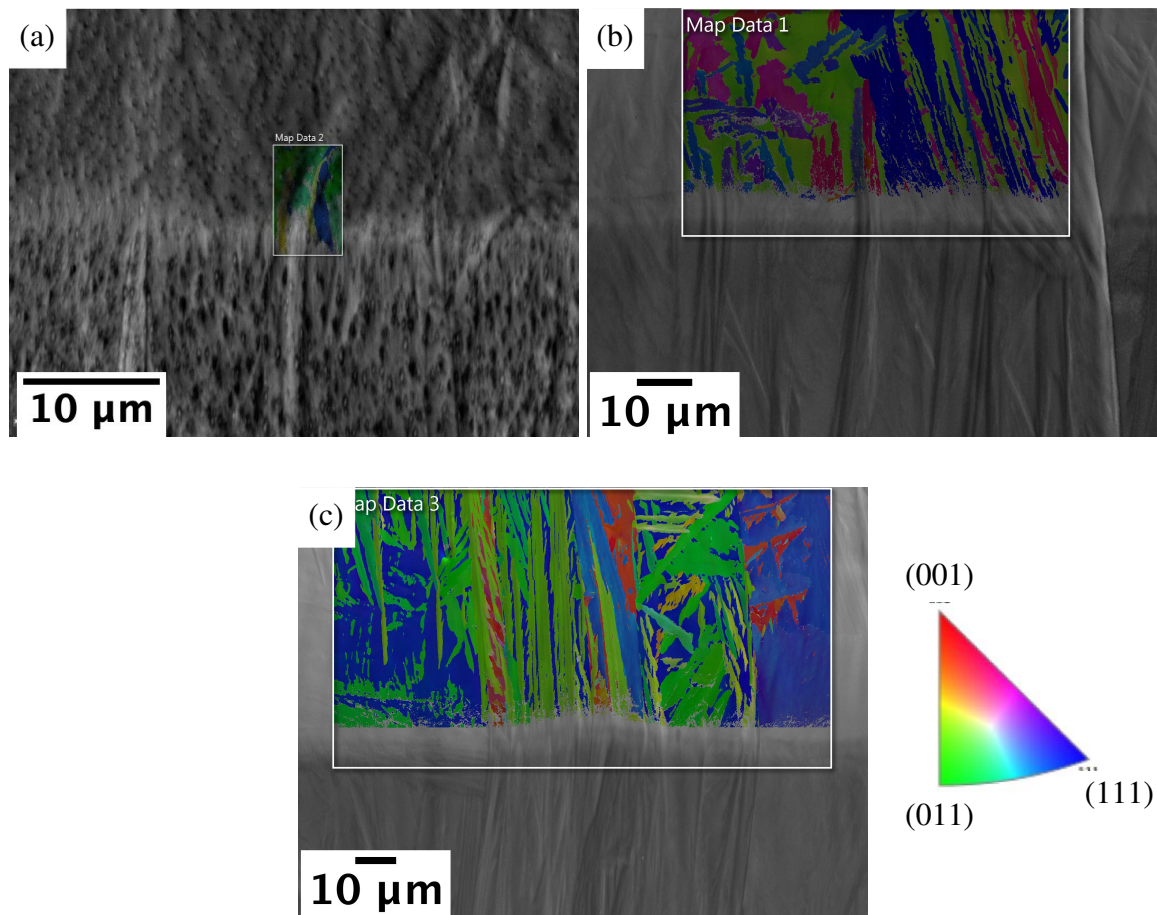 (a)
Map Data 2
10 µm
(b)
Map Data 1
10 µm
(c)
ap Data 3
10 µm
(001)
(011)
(111)